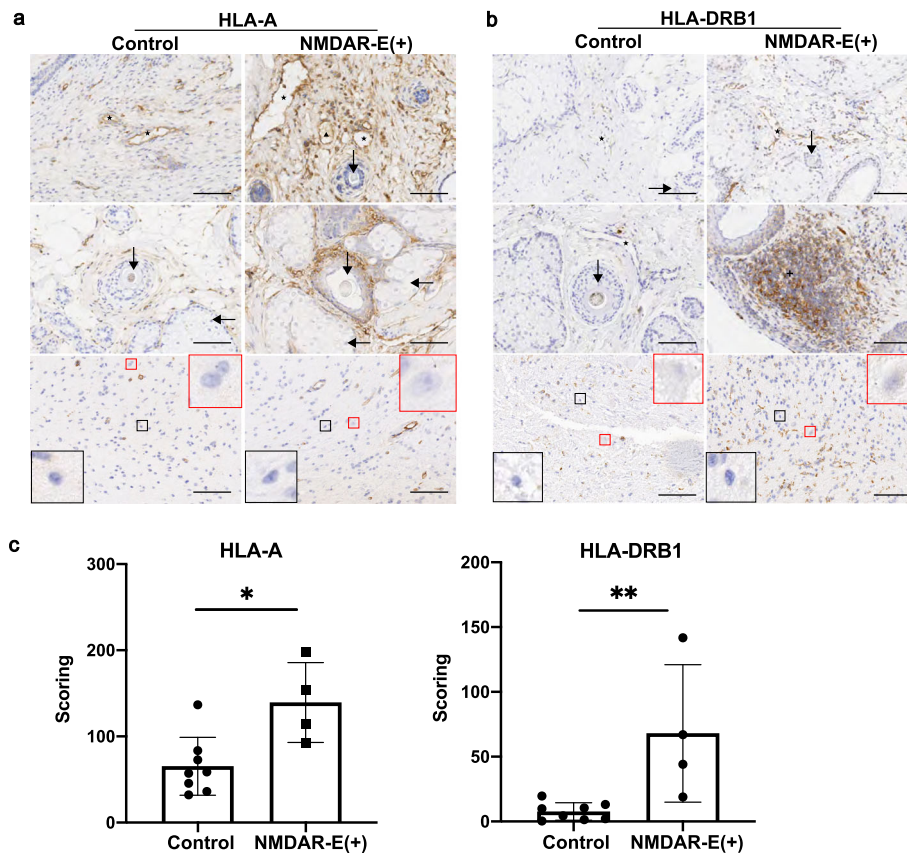 a
HLA-A
Control
NMDAR-E(+)
b
HLA-DRB1
Control
NMDAR-E(+)
c
HLA-A
Scoring
300
200
100
0
*
Control
NMDAR-E(+)
HLA-DRB1
Scoring
200
150
100
50
0
**
Control
NMDAR-E(+)